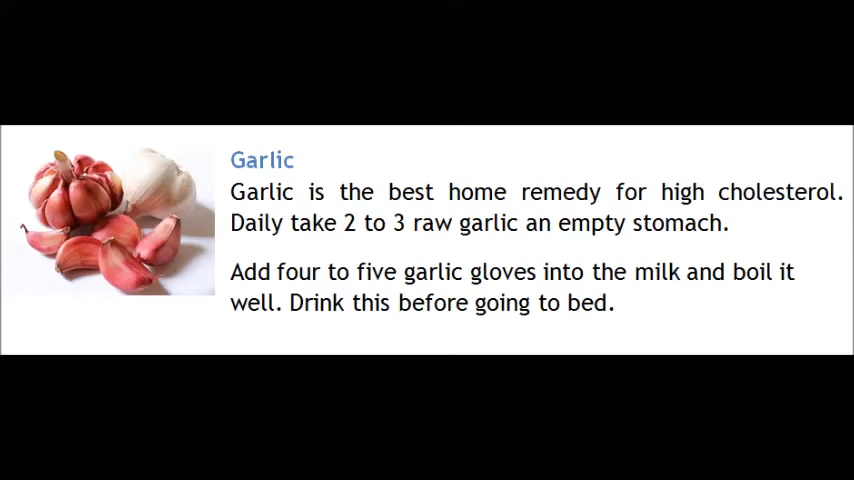 Garlic
Garlic is the best home remedy for high cholesterol.
Daily take 2 to 3 raw garlic an empty stomach.
Add four to five garlic gloves into the milk and boil it
well. Drink this before going to bed.